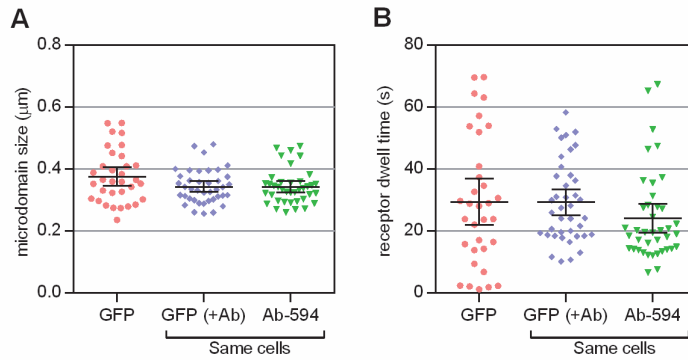 A
microdomain size (μm)
0.8
0.6
0.4
0.2
0.0
GFP GFP (+Ab) Ab-594
Same cells
B
receptor dwell time (s)
80
60
40
20
0
GFP GFP (+Ab) Ab-594
Same cells